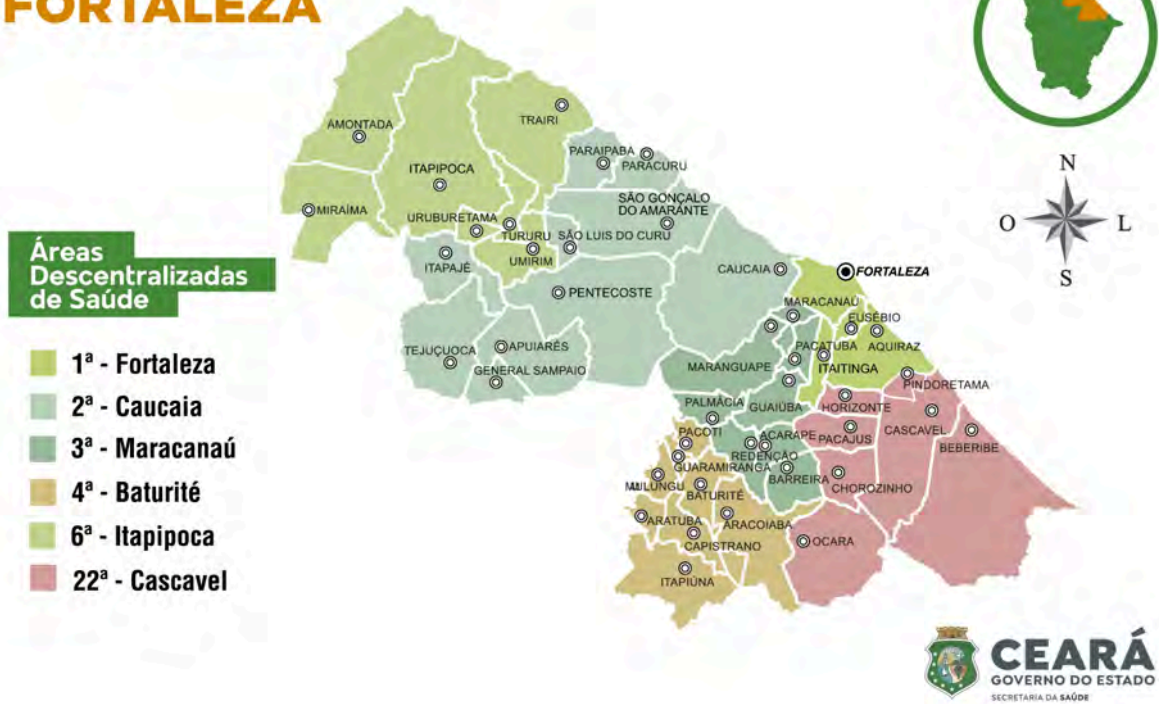 FORTALEZA
N
O
L
S
AMONTADA
TRAIRI
PARAIPABA
PARACURU
ITAPIPOCA
MIRAÍMA
SÃO GONÇALO
DO AMARANTE
URUBURETAMA
TURURU
SÃO LUIS DO CURU
UMIRIM
ITAPAJÉ
CAUCAIA
FORTALEZA
PENTECOSTE
MARACANAÚ
EUSÉBIO
AQUIRAZ
PACATUBA
ITAITINGA
TEJUÇUOCA
APUIARÉS
GENERAL SAMPAIO
MARANGUAPE
PINDORETAMA
PALMÁCIA
GUAIÚBA
HORIZONTE
CASCAVEL
BEBERIBE
PACOTI
ACARAPE
PACAJUS
REDENÇÃO
GUARAMIRANGA
BARREIRA
CHOROZINHO
MULUNGU
BATURITÉ
ARATUBA
ARACOIABA
CAPISTRANO
OCARA
ITAPIÚNA
Áreas
Descentralizadas
de Saúde
1ª - Fortaleza
2ª - Caucaia
3ª - Maracanaú
4ª - Baturité
6ª - Itapipoca
22ª - Cascavel
CEARÁ
GOVERNO DO ESTADO
SECRETARIA DA SAÚDE